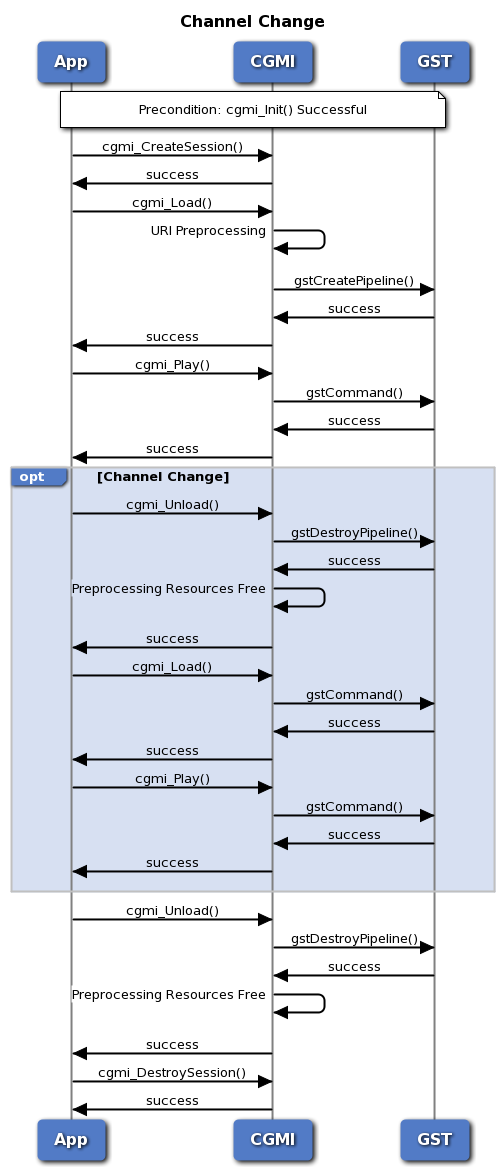 Channel Change
App
CGMI
GST
Precondition: cgmi_Init() Successful
cgmi_CreateSession()
success
cgmi_Load()
URI Preprocessing
gstCreatePipeline()
success
success
cgmi_Play()
gstCommand()
success
success
opt
[Channel Change]
cgmi_Unload()
gstDestroyPipeline()
success
Preprocessing Resources Free
success
cgmi_Load()
gstCommand()
success
success
cgmi_Play()
gstCommand()
success
success
cgmi_Unload()
gstDestroyPipeline()
success
Preprocessing Resources Free
success
cgmi_DestroySession()
success
App
CGMI
GST